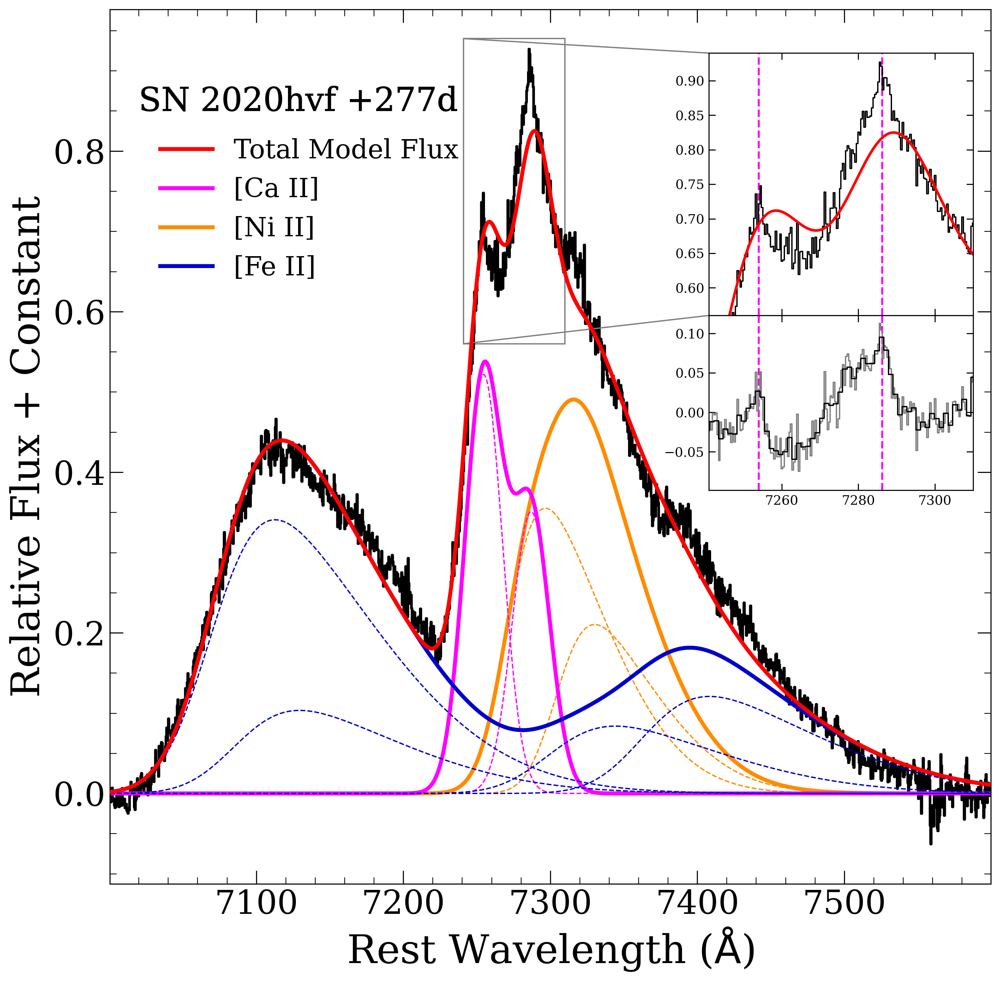 SN 2020hvf +277d
Total Model Flux
[Ca II]
[Ni II]
[Fe II]
Relative Flux + Constant
0.8
0.6
0.4
0.2
0.0
7100 7200 7300 7400 7500
Rest Wavelength (Å)
0.90
0.85
0.80
0.75
0.70
0.65
0.60
0.10
0.05
0.00
−0.05
7260 7280 7300